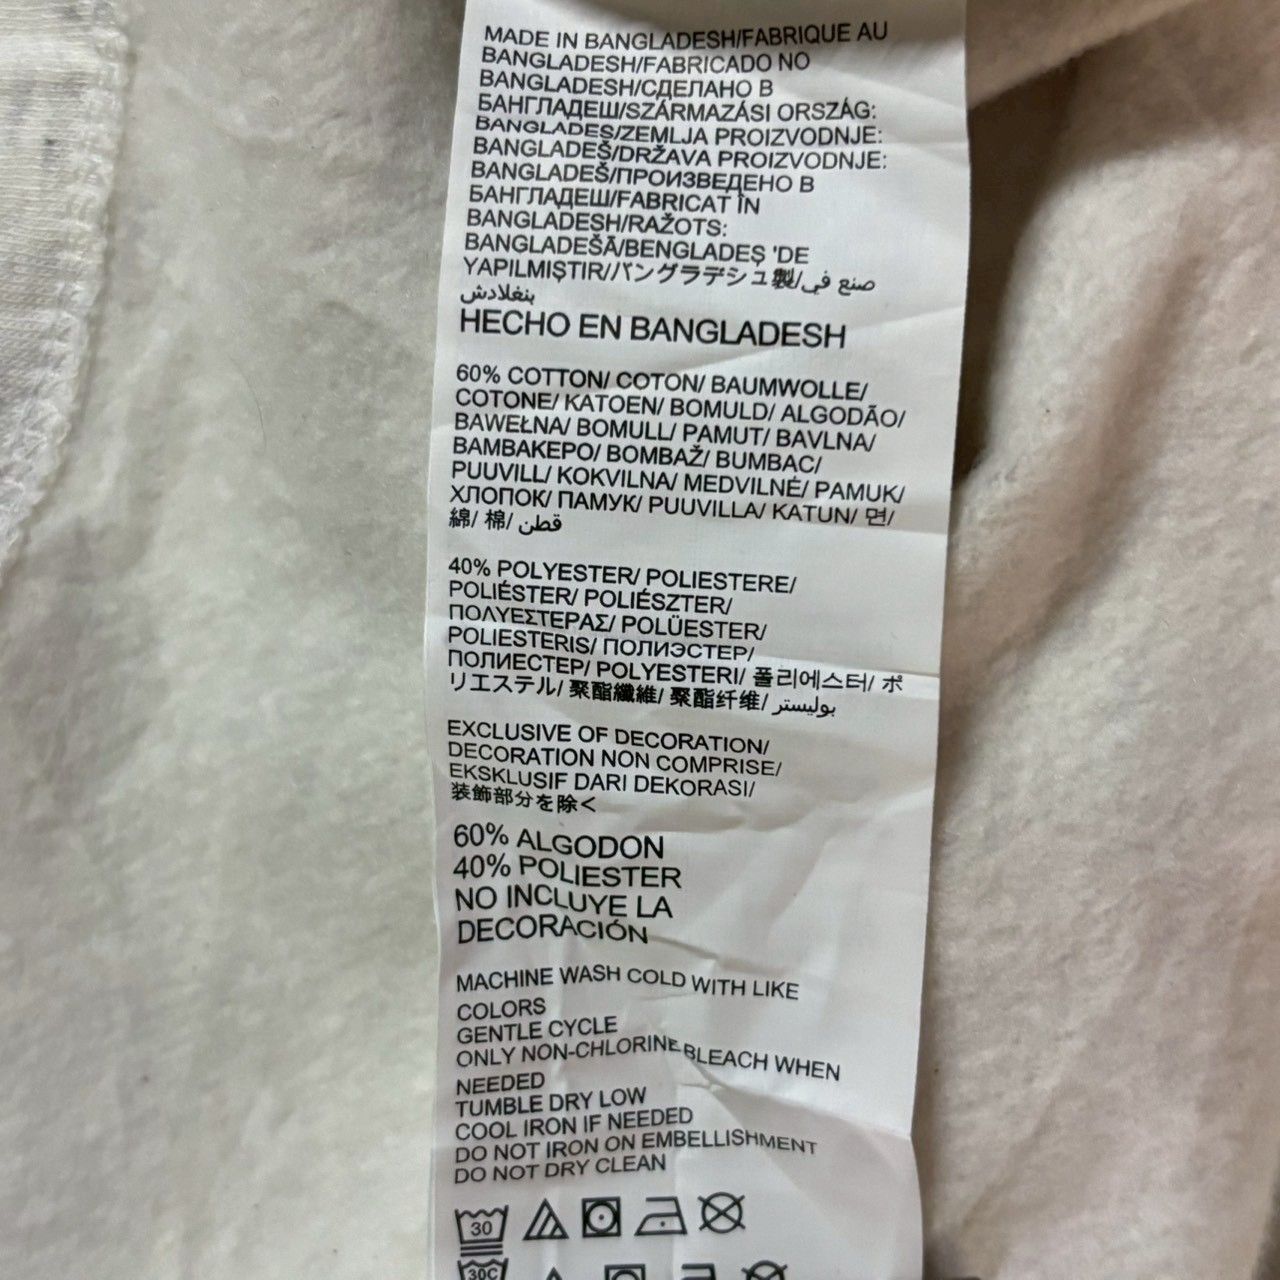 MADE IN BANGLADESH/FABRIQUE AU
BANGLADESH/FABRICADO NO
BANGLADESH/СДЕЛАНО В
БАНГЛАДЕШ/SZÁRMAZÁSI ORSZÁG:
BANGLADES/ZEMLJA PROIZVODNJE:
BANGLADEŠ/DRŽAVA PROIZVODNJE:
BANGLADEŠ/ПРОИЗВЕДЕНО В
БАНГЛАДЕШ/FABRICAT ÎN
BANGLADESH/RAŽOTS:
BANGLADEŠĀ/BENGLADEŞ 'DE
YAPILMIŞTIR//バングラデシュ製/صنع في
بنغلادش
HECHO EN BANGLADESH
60% COTTON/ COTON/ BAUMWOLLE/
COTONE/ KATOEN/ BOMULD/ ALGODÃO/
BAWEŁNA/ BOMULL/ PAMUT/ BAVLNA/
ΒΑΜΒΑΚΕΡΟ/ BOMBAŽ/ BUMBAC/
PUUVILL/ KOKVILNA/ MEDVILNĖ/ PAMUK/
ХЛОПОК/ ПАМУК/ PUUVILLA/ KATUN/ 면/
綿/ 棉/ قطن
40% POLYESTER/ POLIESTERE/
POLIÉSTER/ POLIÉSZTER/
ΠΟΛΥΕΣΤΕΡΑΣ/ POLÜESTER/
POLIESTERIS/ ПОЛИЭСТЕР/
ПОЛИЕСТЕР/ POLYESTERI/ 폴리에스터/ ポ
リエステル/ 聚酯纖維/ 聚酯纤维/ بوليستر
EXCLUSIVE OF DECORATION/
DECORATION NON COMPRISE/
EKSKLUSIF DARI DEKORASI/
装飾部分を除く
60% ALGODON
40% POLIESTER
NO INCLUYE LA
DECORACIÓN
MACHINE WASH COLD WITH LIKE
COLORS
GENTLE CYCLE
ONLY NON-CHLORINE BLEACH WHEN
NEEDED
TUMBLE DRY LOW
COOL IRON IF NEEDED
DO NOT IRON ON EMBELLISHMENT
DO NOT DRY CLEAN
30
30C